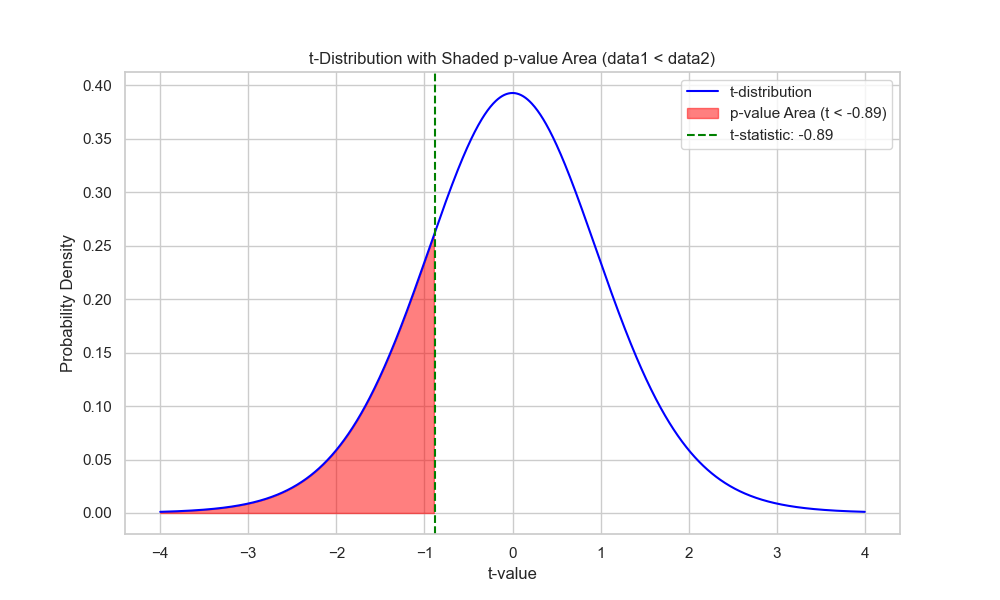 t-Distribution with Shaded p-value Area (data1 < data2)
t-distribution
p-value Area (t < -0.89)
t-statistic: -0.89
Probability Density
0.40
0.35
0.30
0.25
0.20
0.15
0.10
0.05
0.00
−4 −3 −2 −1 0 1 2 3 4
t-value